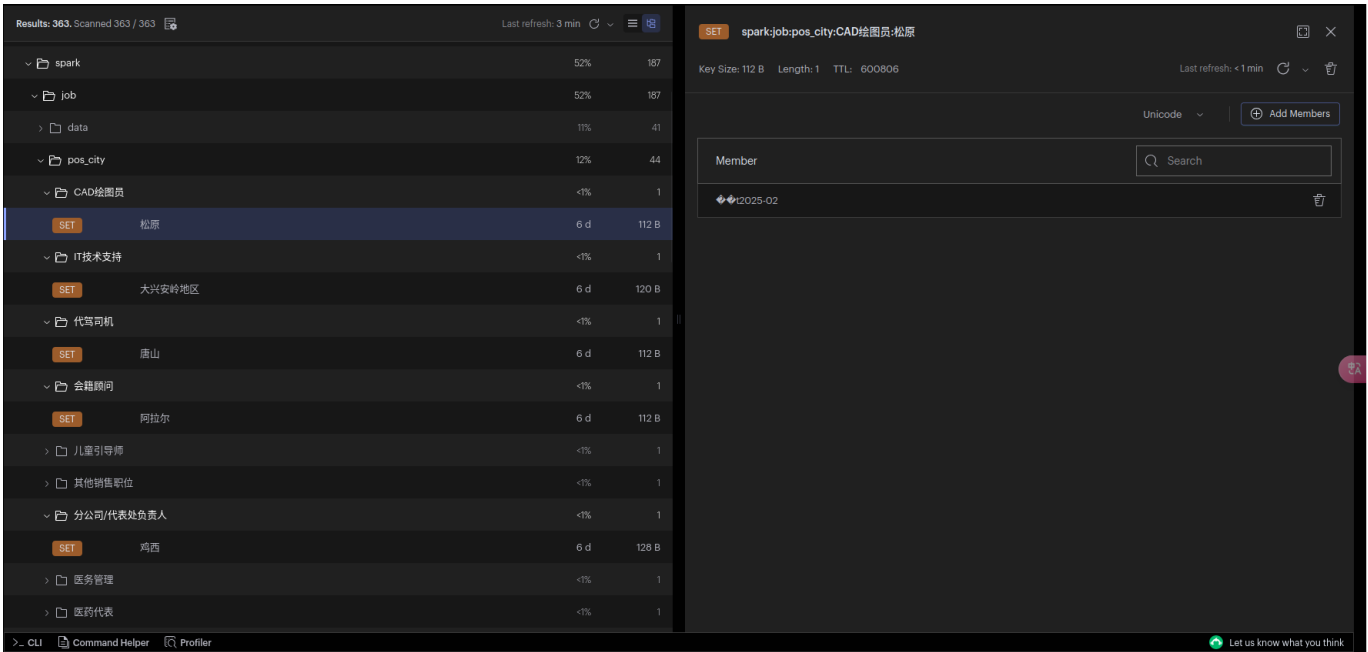 Results: 363. Scanned 363 / 363
Last refresh: 3 min
spark 52% 187
job 52% 187
data 11% 41
pos_city 12% 44
CAD绘图员 <1% 1
SET 松原 6 d 112 B
IT技术支持 <1% 1
SET 大兴安岭地区 6 d 120 B
代驾司机 <1% 1
SET 唐山 6 d 112 B
会籍顾问 <1% 1
SET 阿拉尔 6 d 112 B
儿童引导师 <1% 1
其他销售职位 <1% 1
分公司/代表处负责人 <1% 1
SET 鸡西 6 d 128 B
医务管理 <1% 1
医药代表 <1% 1
SET spark:job:pos_city:CAD绘图员:松原
Key Size: 112 B Length: 1 TTL: 600806
Last refresh: <1 min
Unicode
Add Members
Member
Search
��t2025-02
>_ CLI Command Helper Profiler
Let us know what you think